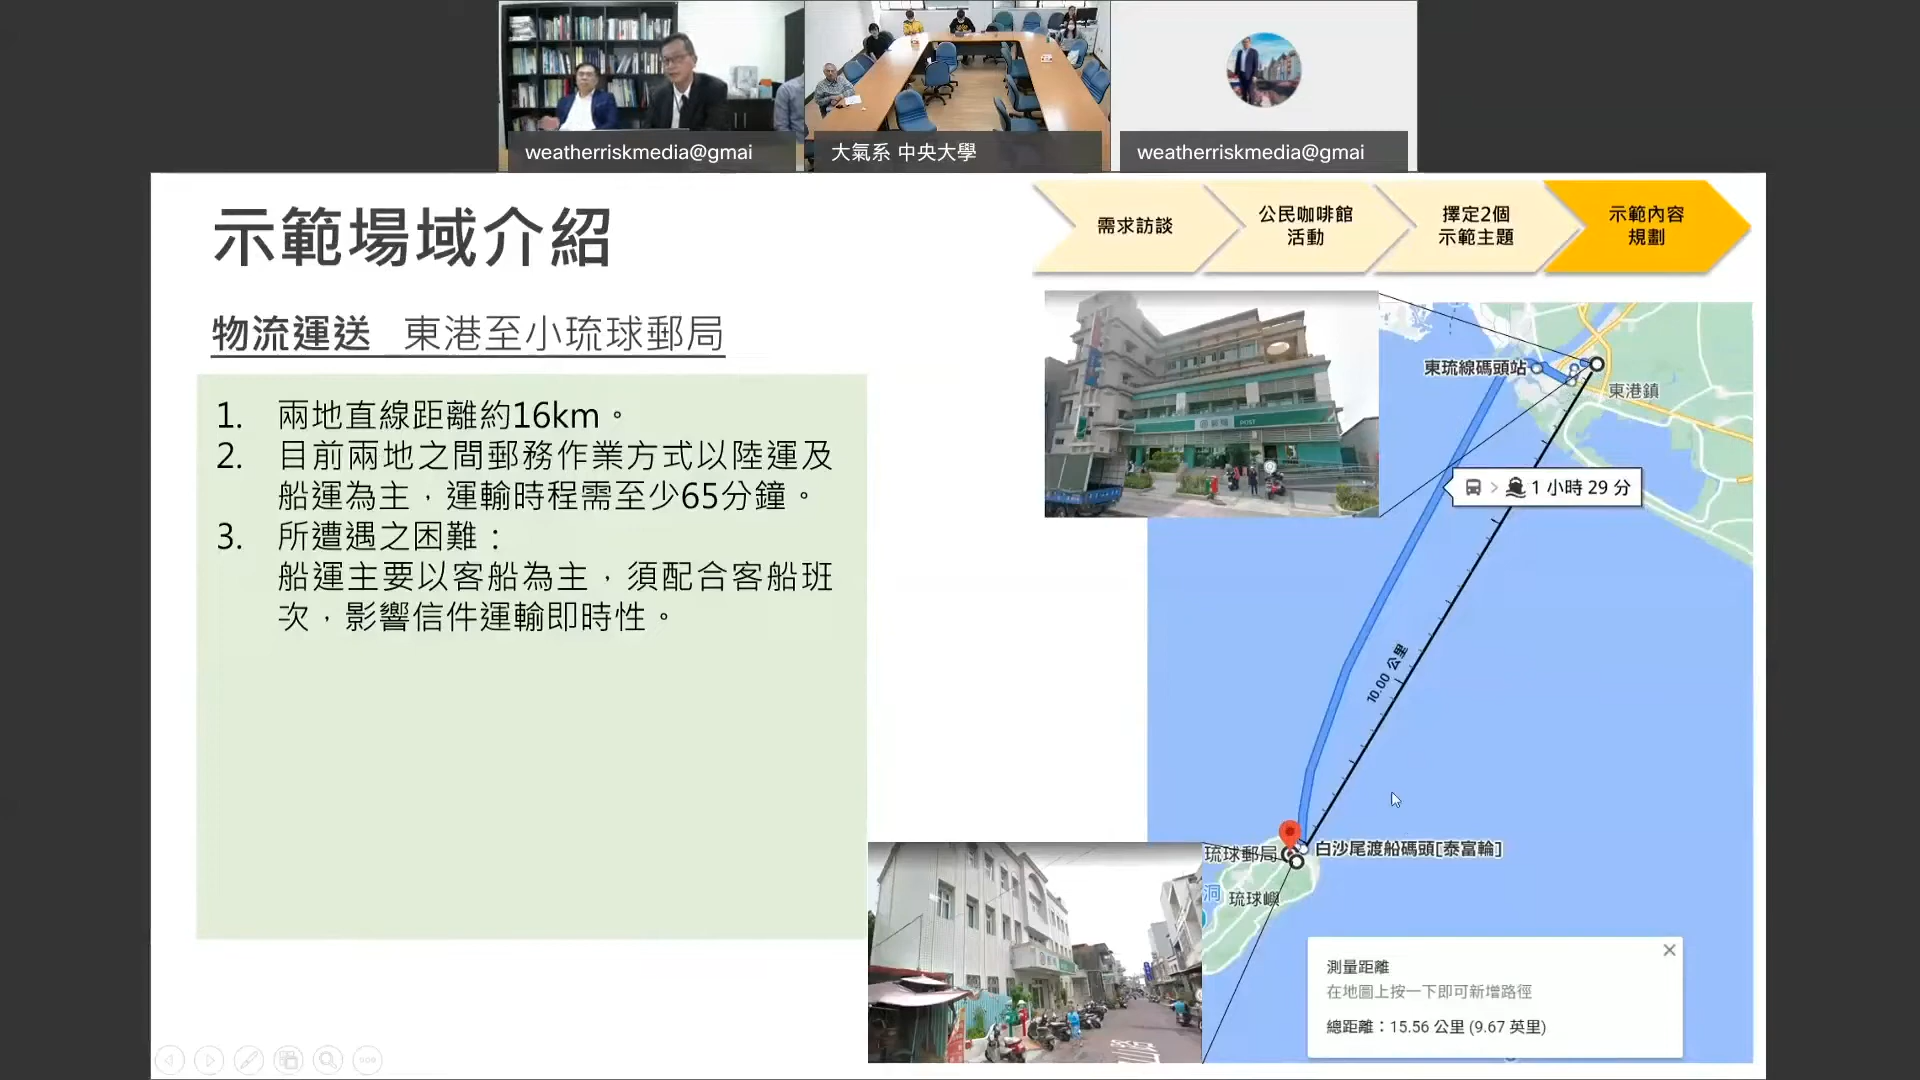 weatherriskmedia@gmai
大氣系 中央大學
weatherriskmedia@gmai
示範場域介紹
需求訪談
公民咖啡館
活動
擇定2個
示範主題
示範內容
規劃
物流運送 東港至小琉球郵局
1. 兩地直線距離約16km。
2. 目前兩地之間郵務作業方式以陸運及
船運為主，運輸時程需至少65分鐘。
3. 所遭遇之困難：
船運主要以客船為主，須配合客船班
次，影響信件運輸即時性。
POST
東琉線碼頭站
東港鎮
1 小時 29 分
10.00 公里
琉球郵局
白沙尾渡船碼頭[泰富輪]
洞
琉球嶼
測量距離
在地圖上按一下即可新增路徑
總距離：15.56 公里 (9.67 英里)